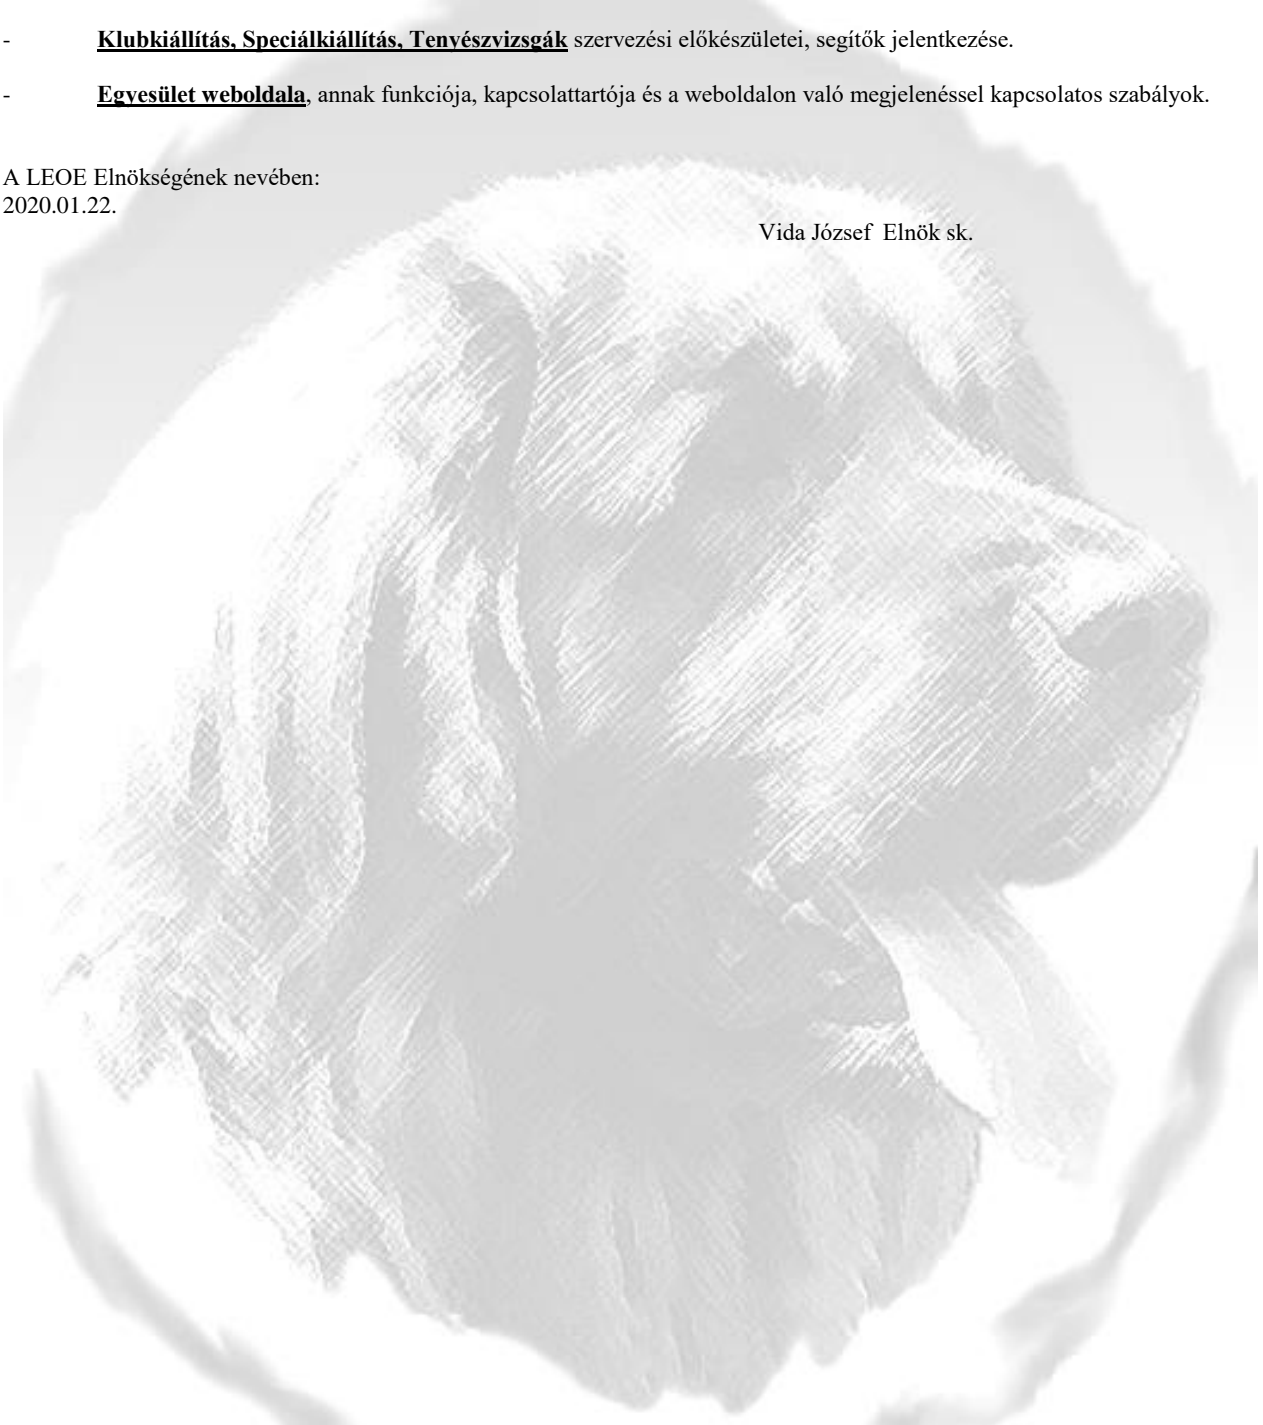 - Klubkiállítás, Speciálkiállítás, Tenyészvizsgák szervezési előkészületei, segítők jelentkezése.
- Egyesület weboldala, annak funkciója, kapcsolattartója és a weboldalon való megjelenéssel kapcsolatos szabályok.
A LEOE Elnökségének nevében:
2020.01.22.
Vida József Elnök sk.